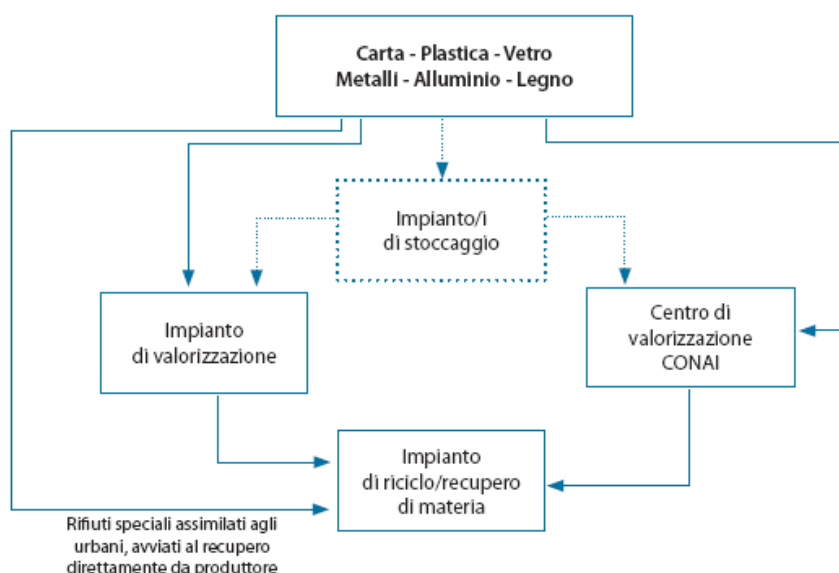 Carta - Plastica - Vetro
Metalli - Alluminio - Legno
Impianto/i
di stoccaggio
Impianto
di valorizzazione
Centro di
valorizzazione
CONAI
Impianto
di riciclo/recupero
di materia
Rifiuti speciali assimilati agli
urbani, avviati al recupero
direttamente da produttore